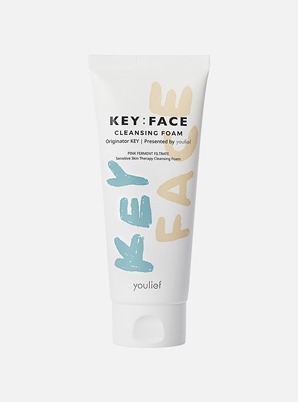 KEY:FACE
CLEANSING FOAM
Originator KEY | Presented by youlief
PINK FERMENT FILTRATE
Sensitive Skin Therapy Cleansing Foam
KEY
FACE
youlief